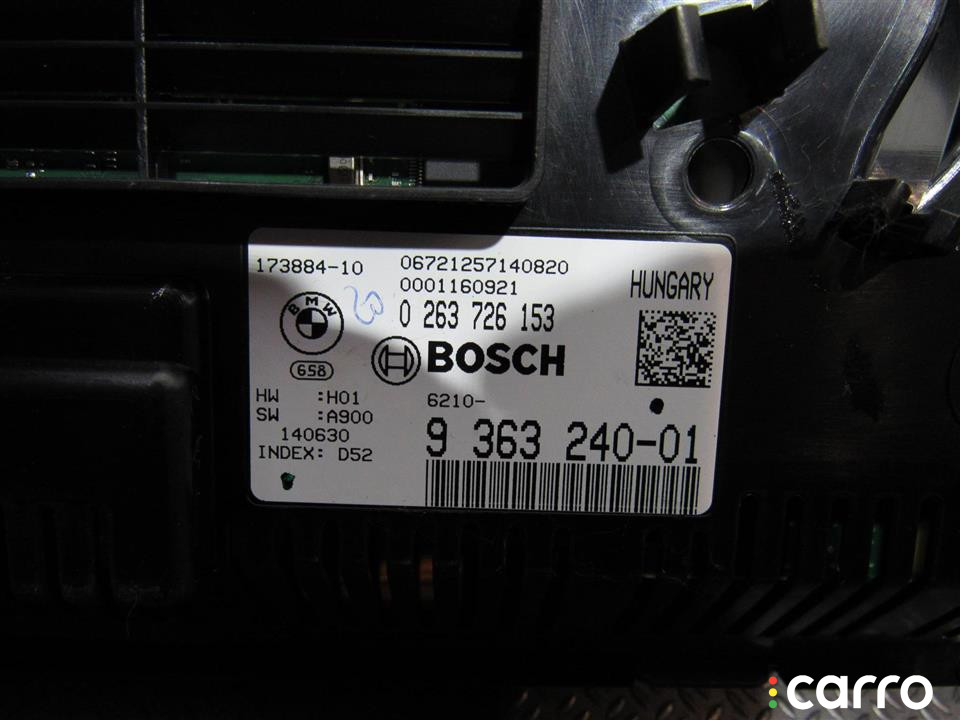 173884-10
06721257140820
0001160921
HUNGARY
BMW
0 263 726 153
BOSCH
658
HW :H01
SW :A900
140630
INDEX: D52
6210-
9 363 240-01
carro